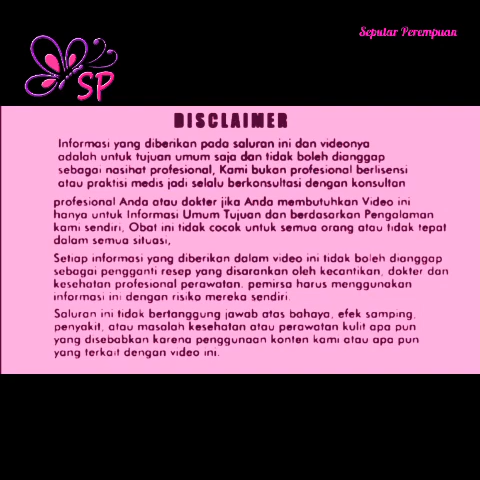 Seputar Perempuan
SP
DISCLAIMER
Informasi yang diberikan pada saluran ini dan videonya
adalah untuk tujuan umum saja dan tidak boleh dianggap
sebagai nasihat profesional, Kami bukan profesional berlisensi
atau praktisi medis jadi selalu berkonsultasi dengan konsultan
profesional Anda atau dokter jika Anda membutuhkan Video ini
hanya untuk Informasi Umum Tujuan dan berdasarkan Pengalaman
kami sendiri, Obat ini tidak cocok untuk semua orang atau tidak tepat
dalam semua situasi,
Setiap informasi yang diberikan dalam video ini tidak boleh dianggap
sebagai pengganti resep yang disarankan oleh kecantikan, dokter dan
kesehatan profesional perawatan. pemirsa harus menggunakan
informasi ini dengan risiko mereka sendiri.
Saluran ini tidak bertanggung jawab atas bahaya, efek samping,
penyakit, atau masalah kesehatan atau perawatan kulit apa pun
yang disebabkan karena penggunaan konten kami atau apa pun
yang terkait dengan video ini.